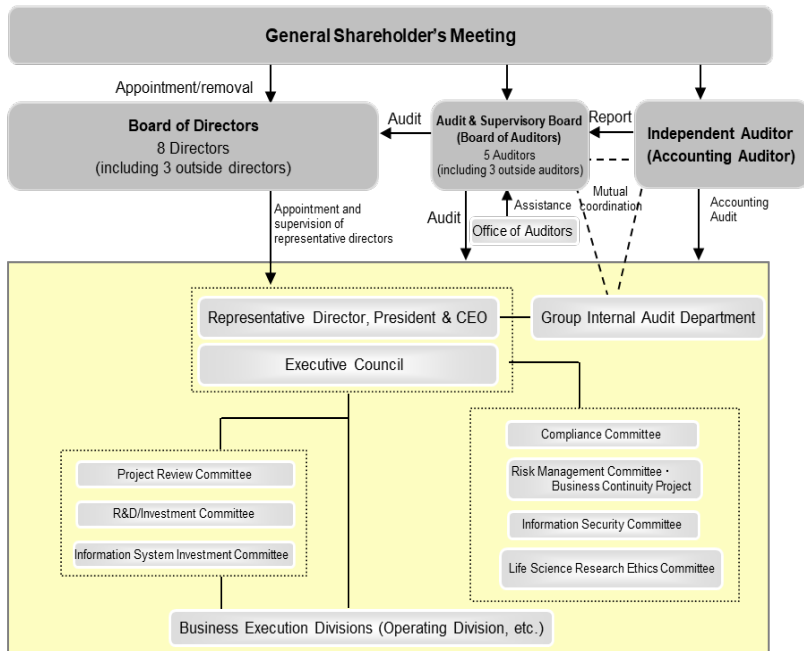 General Shareholder's Meeting
Appointment/removal
Board of Directors
8 Directors
(including 3 outside directors)
Audit
Audit & Supervisory Board
(Board of Auditors)
5 Auditors
(including 3 outside auditors)
Report
Independent Auditor
(Accounting Auditor)
Appointment and
supervision of
representative directors
Audit
Assistance
Office of Auditors
Mutual
coordination
Accounting
Audit
Representative Director, President & CEO
Group Internal Audit Department
Executive Council
Project Review Committee
R&D/Investment Committee
Information System Investment Committee
Compliance Committee
Risk Management Committee・
Business Continuity Project
Information Security Committee
Life Science Research Ethics Committee
Business Execution Divisions (Operating Division, etc.)